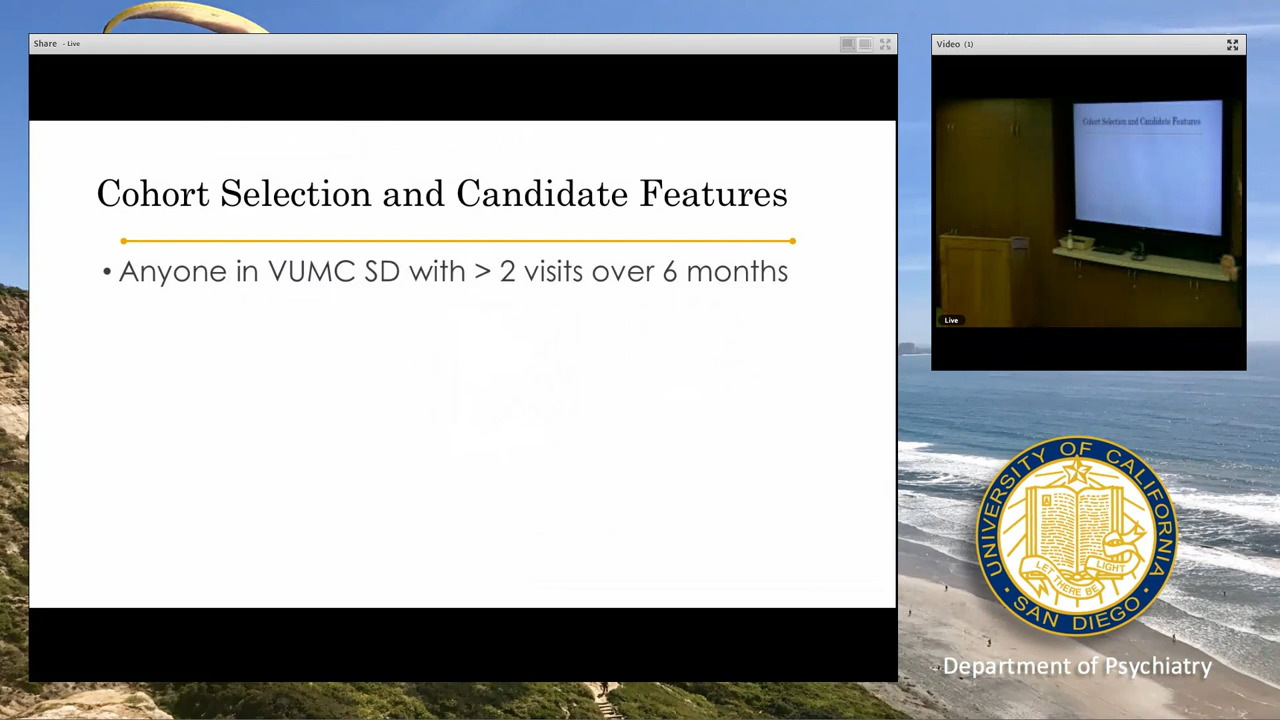 Share - Live
Video (1)
Cohort Selection and Candidate Features
• Anyone in VUMC SD with > 2 visits over 6 months
Cohort Selection and Candidate Features
Live
UNIVERSITY OF CALIFORNIA
LET THERE BE LIGHT
• SAN DIEGO •
Department of Psychiatry